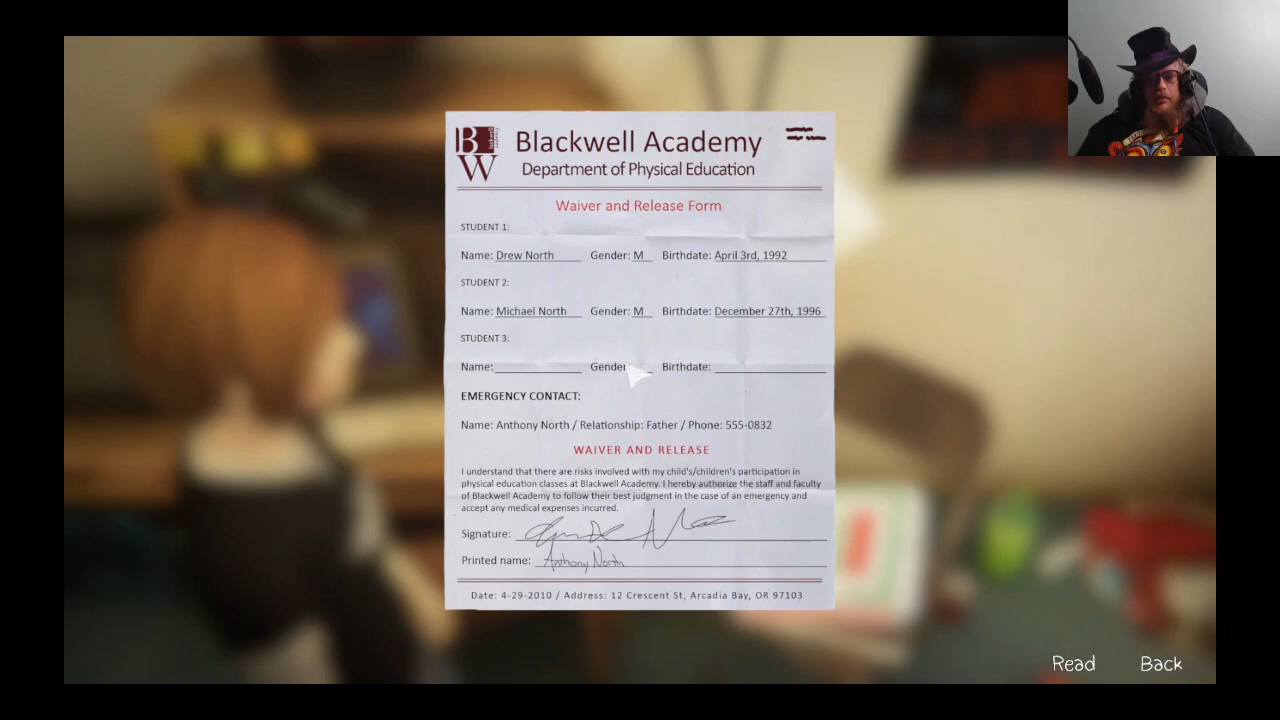 BW
Blackwell Academy
Department of Physical Education
Waiver and Release Form
STUDENT 1:
Name: Drew North Gender: M Birthdate: April 3rd, 1992
STUDENT 2:
Name: Michael North Gender: M Birthdate: December 27th, 1996
STUDENT 3:
Name: Gender Birthdate:
EMERGENCY CONTACT:
Name: Anthony North / Relationship: Father / Phone: 555-0832
WAIVER AND RELEASE
I understand that there are risks involved with my child's/children's participation in
physical education classes at Blackwell Academy. I hereby authorize the staff and faculty
of Blackwell Academy to follow their best judgment in the case of an emergency and
accept any medical expenses incurred.
Signature:
Printed name: Anthony North
Date: 4-29-2010 / Address: 12 Crescent St, Arcadia Bay, OR 97103
Read Back